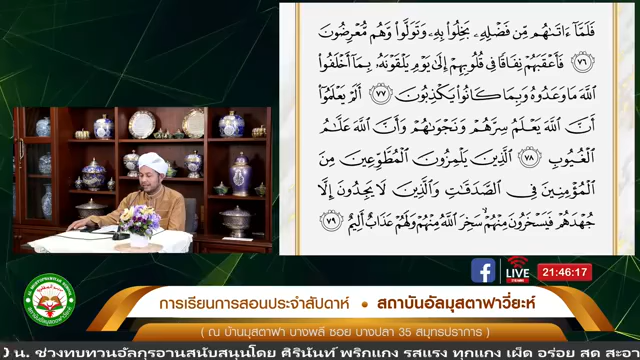 فَلَمَّآ ءَاتَىٰهُم مِّن فَضْلِهِۦ بَخِلُوا۟ بِهِۦ وَتَوَلَّوا۟ وَّهُم مُّعْرِضُونَ
﴿٧٦﴾ فَأَعْقَبَهُمْ نِفَاقًا فِى قُلُوبِهِمْ إِلَىٰ يَوْمِ يَلْقَوْنَهُۥ بِمَآ أَخْلَفُوا۟
ٱللَّهَ مَا وَعَدُوهُ وَبِمَا كَانُوا۟ يَكْذِبُونَ ﴿٧٧﴾ أَلَمْ يَعْلَمُوٓا۟
أَنَّ ٱللَّهَ يَعْلَمُ سِرَّهُمْ وَنَجْوَىٰهُمْ وَأَنَّ ٱللَّهَ عَلَّـٰمُ
ٱلْغُيُوبِ ﴿٧٨﴾ ٱلَّذِينَ يَلْمِزُونَ ٱلْمُطَّوِّعِينَ مِنَ
ٱلْمُؤْمِنِينَ فِى ٱلصَّدَقَـٰتِ وَٱلَّذِينَ لَا يَجِدُونَ إِلَّا
جُهْدَهُمْ فَيَسْخَرُونَ مِنْهُمْ ۙ سَخِرَ ٱللَّهُ مِنْهُمْ وَلَهُمْ عَذَابٌ أَلِيمٌ ﴿٧٩﴾
LIVE
21:46:17
การเรียนการสอนประจำสัปดาห์ • สถาบันอัลมุสตาฟาวียะห์
( ณ บ้านมุสตาฟา บางพลี ซอย บางปลา 35 สมุทรปราการ )
0 น. ช่วงทบทวนอัลกุรอานสนับสนุนโดย ศิรินันท์ พริกแกง รสแรง ทุกแกง เผ็ด อร่อย สด สะอ